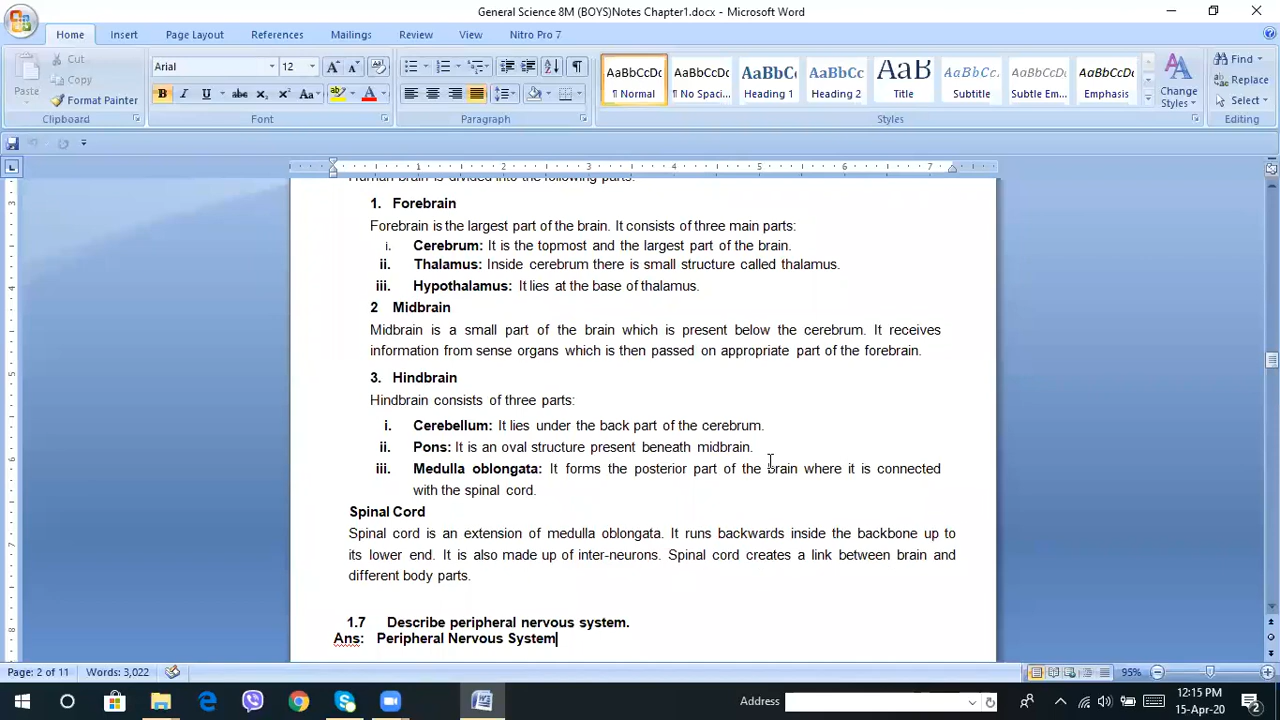 General Science 8M (BOYS)Notes Chapter1.docx - Microsoft Word
Home Insert Page Layout References Mailings Review View Nitro Pro 7
Paste
Cut
Copy
Format Painter
Clipboard
Arial 12
Font
Paragraph
AaBbCcDc AaBbCcDc AaBbCc AaBbCc AaB AaBbCc. AaBbCcDc AaBbCcDc
¶ Normal ¶ No Spaci... Heading 1 Heading 2 Title Subtitle Subtle Em... Emphasis
Change Styles
Styles
Find
Replace
Select
Editing
1 2 3 4 5 6 7
Human brain is divided into the following parts:
1. Forebrain
Forebrain is the largest part of the brain. It consists of three main parts:
i. Cerebrum: It is the topmost and the largest part of the brain.
ii. Thalamus: Inside cerebrum there is small structure called thalamus.
iii. Hypothalamus: It lies at the base of thalamus.
2 Midbrain
Midbrain is a small part of the brain which is present below the cerebrum. It receives
information from sense organs which is then passed on appropriate part of the forebrain.
3. Hindbrain
Hindbrain consists of three parts:
i. Cerebellum: It lies under the back part of the cerebrum.
ii. Pons: It is an oval structure present beneath midbrain.
iii. Medulla oblongata: It forms the posterior part of the brain where it is connected
with the spinal cord.
Spinal Cord
Spinal cord is an extension of medulla oblongata. It runs backwards inside the backbone up to
its lower end. It is also made up of inter-neurons. Spinal cord creates a link between brain and
different body parts.
1.7 Describe peripheral nervous system.
Ans: Peripheral Nervous System
Page: 2 of 11 Words: 3,022 95%
Address
12:15 PM
15-Apr-20
2